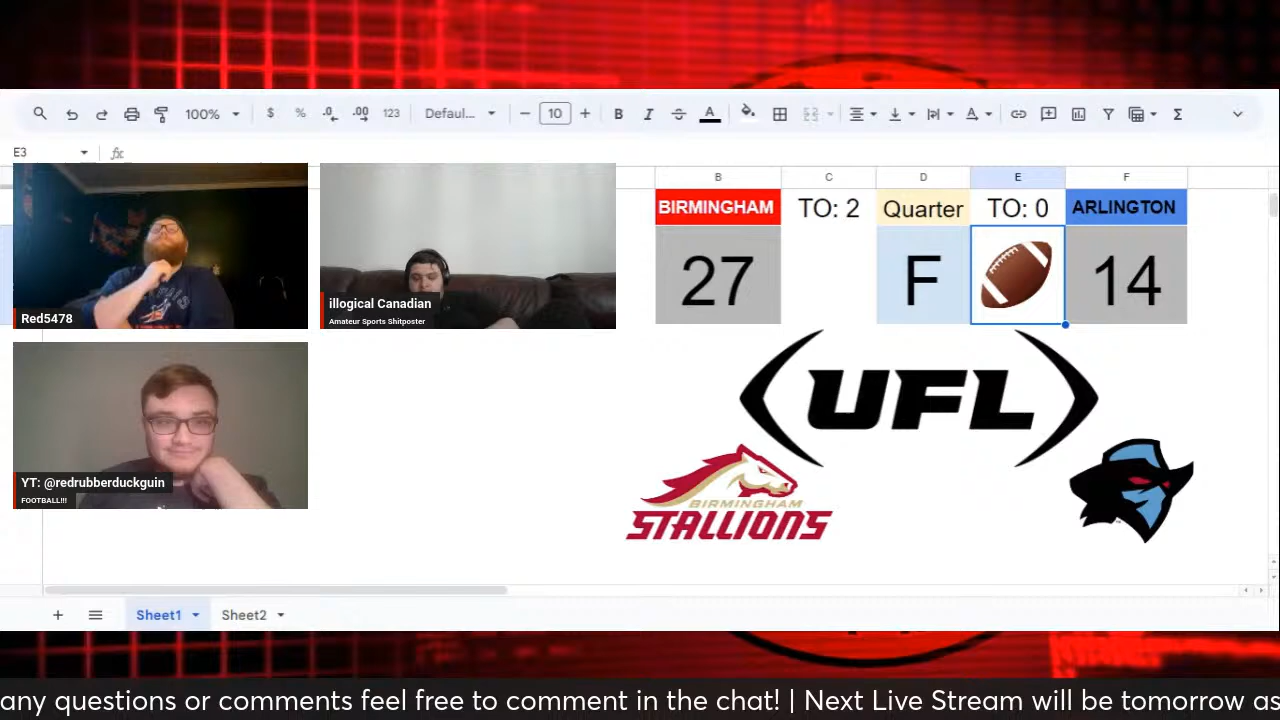 100%
$
%
.0
.00
123
Defaul...
10
B
I
A
Σ
E3
fx
B
C
D
E
F
BIRMINGHAM
TO: 2
Quarter
TO: 0
ARLINGTON
27
F
14
Red5478
illogical Canadian
Amateur Sports Shitposter
YT: @redrubberduckguin
FOOTBALL!!!
UFL
BIRMINGHAM
STALLIONS
Sheet1
Sheet2
any questions or comments feel free to comment in the chat! | Next Live Stream will be tomorrow as